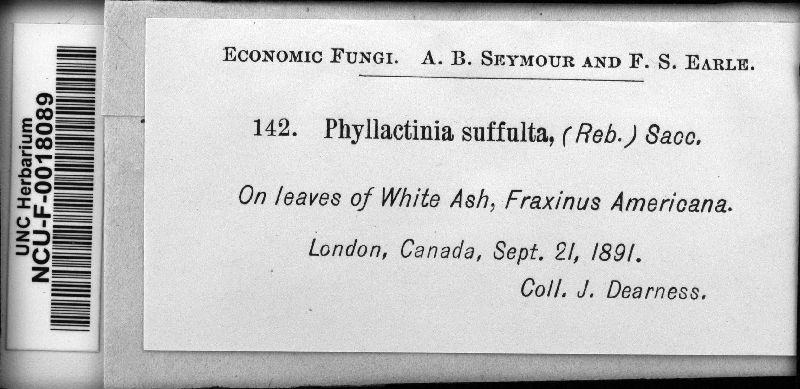 UNC Herbarium
NCU-F-0018089
Economic Fungi. A. B. Seymour and F. S. Earle.
142. Phyllactinia suffulta, (Reb.) Sacc.
On leaves of White Ash, Fraxinus Americana.
London, Canada, Sept. 21, 1891.
Coll. J. Dearness.